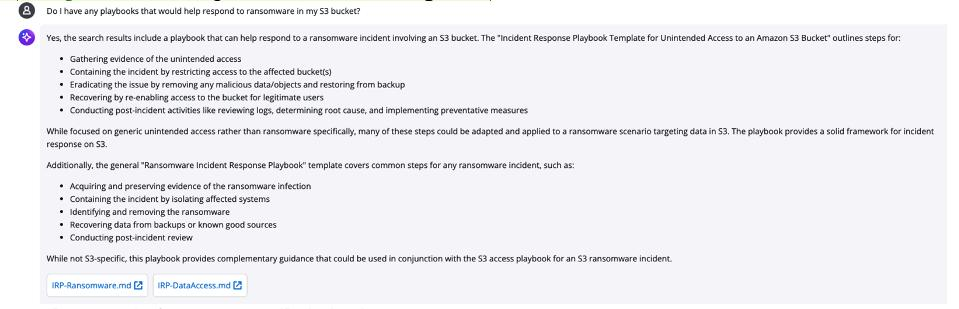 Do I have any playbooks that would help respond to ransomware in my S3 bucket?
Yes, the search results include a playbook that can help respond to a ransomware incident involving an S3 bucket. The "Incident Response Playbook Template for Unintended Access to an Amazon S3 Bucket" outlines steps for:
• Gathering evidence of the unintended access
• Containing the incident by restricting access to the affected bucket(s)
• Eradicating the issue by removing any malicious data/objects and restoring from backup
• Recovering by re-enabling access to the bucket for legitimate users
• Conducting post-incident activities like reviewing logs, determining root cause, and implementing preventative measures
While focused on generic unintended access rather than ransomware specifically, many of these steps could be adapted and applied to a ransomware scenario targeting data in S3. The playbook provides a solid framework for incident
response on S3.
Additionally, the general "Ransomware Incident Response Playbook" template covers common steps for any ransomware incident, such as:
• Acquiring and preserving evidence of the ransomware infection
• Containing the incident by isolating affected systems
• Identifying and removing the ransomware
• Recovering data from backups or known good sources
• Conducting post-incident review
While not S3-specific, this playbook provides complementary guidance that could be used in conjunction with the S3 access playbook for an S3 ransomware incident.
IRP-Ransomware.md IRP-DataAccess.md